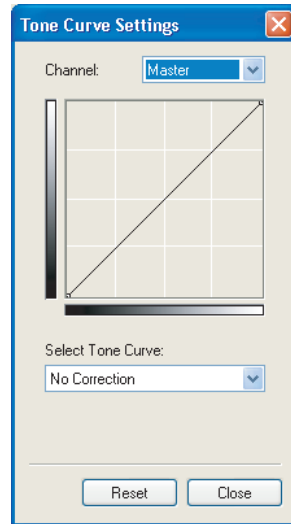 Tone Curve Settings
Channel: Master
Select Tone Curve:
No Correction
Reset Close